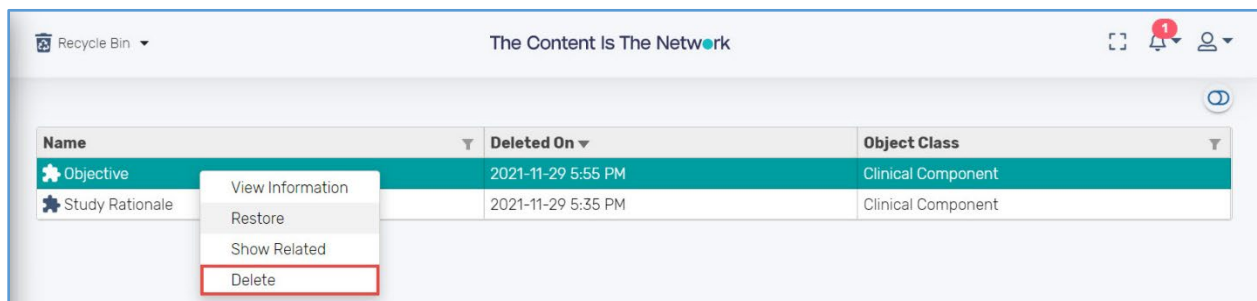 Recycle Bin
The Content Is The Network
1
Name Deleted On Object Class
Objective 2021-11-29 5:55 PM Clinical Component
Study Rationale 2021-11-29 5:35 PM Clinical Component
View Information
Restore
Show Related
Delete